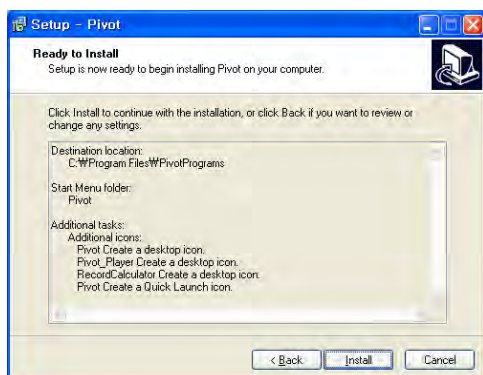 Setup - Pivot
Ready to Install
Setup is now ready to begin installing Pivot on your computer.
Click Install to continue with the installation, or click Back if you want to review or
change any settings.
Destination location:
C:₩Program Files₩PivotPrograms
Start Menu folder:
Pivot
Additional tasks:
Additional icons:
Pivot Create a desktop icon.
Pivot_Player Create a desktop icon.
RecordCalculator Create a desktop icon.
Pivot Create a Quick Launch icon.
< Back
Install
Cancel